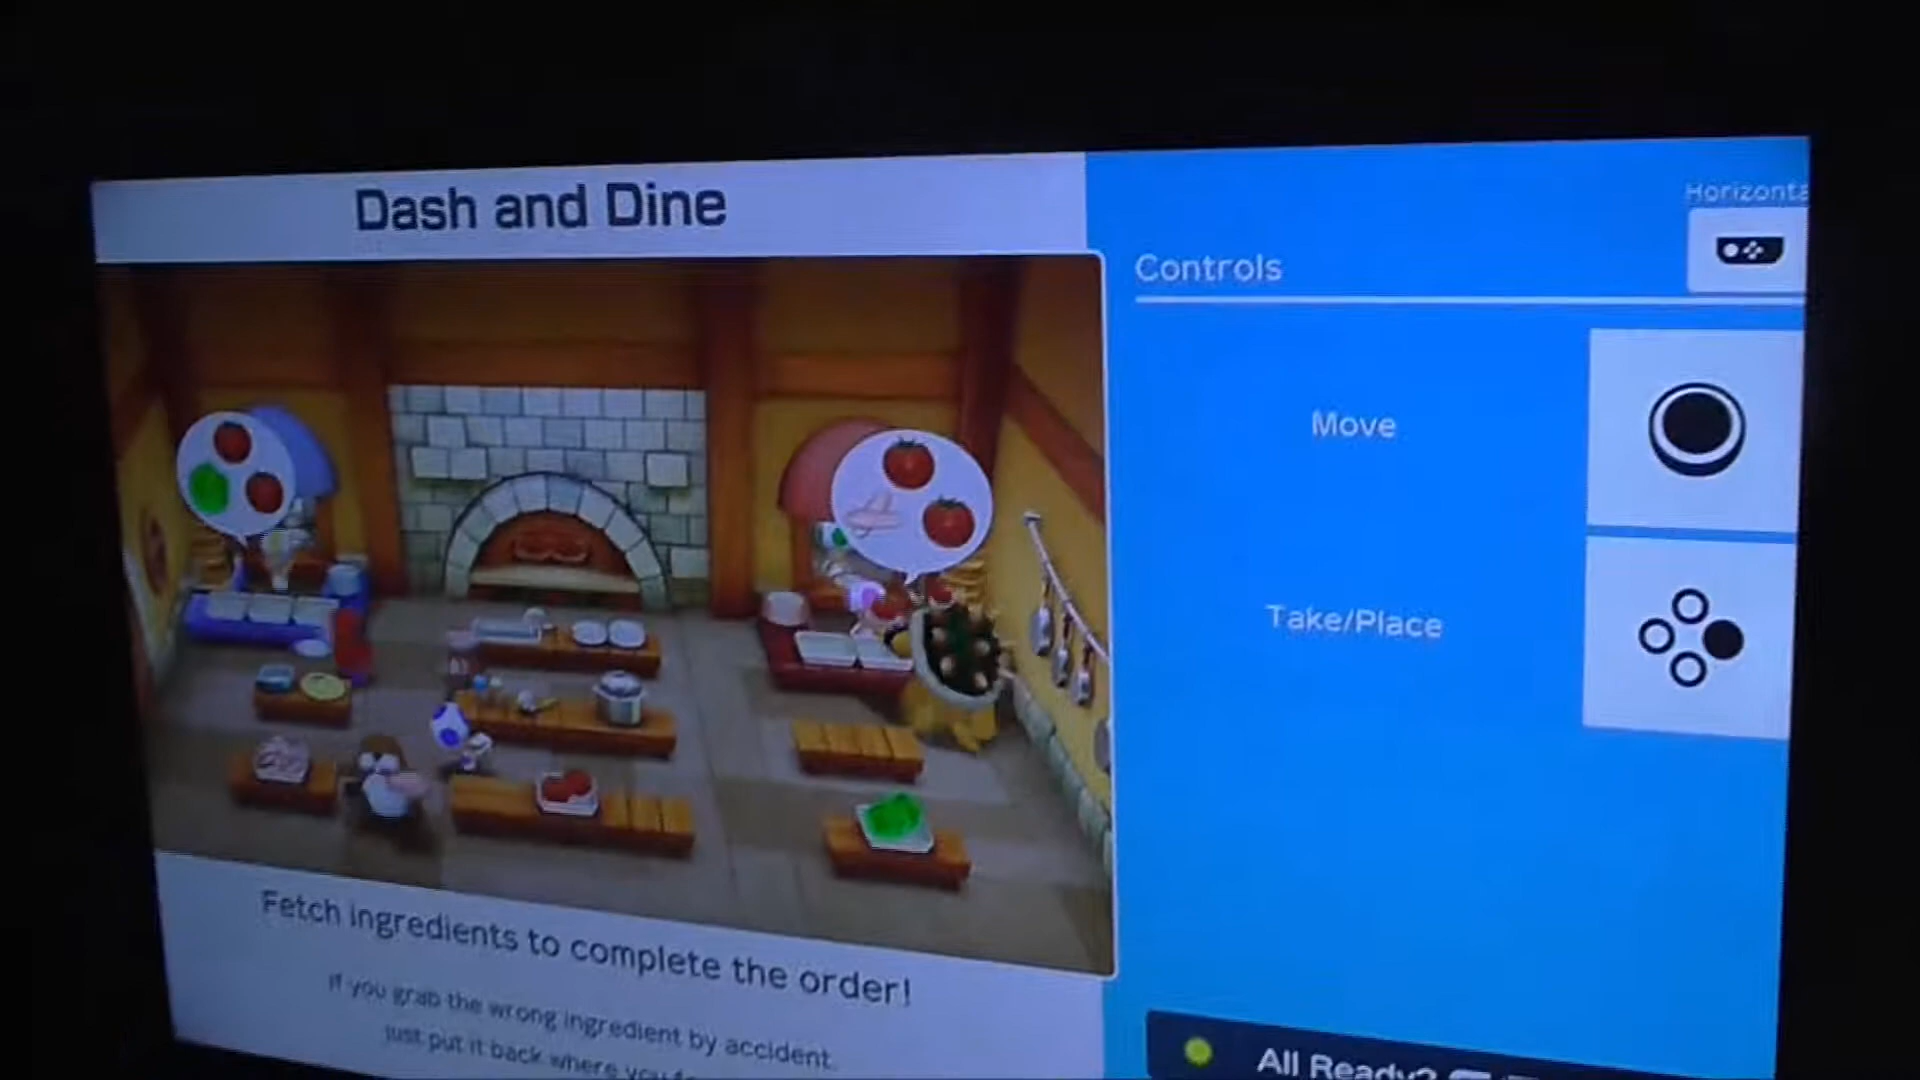 Dash and Dine
Fetch ingredients to complete the order!
If you grab the wrong ingredient by accident,
just put it back where you
Horizonta
Controls
Move
Take/Place
All Ready?